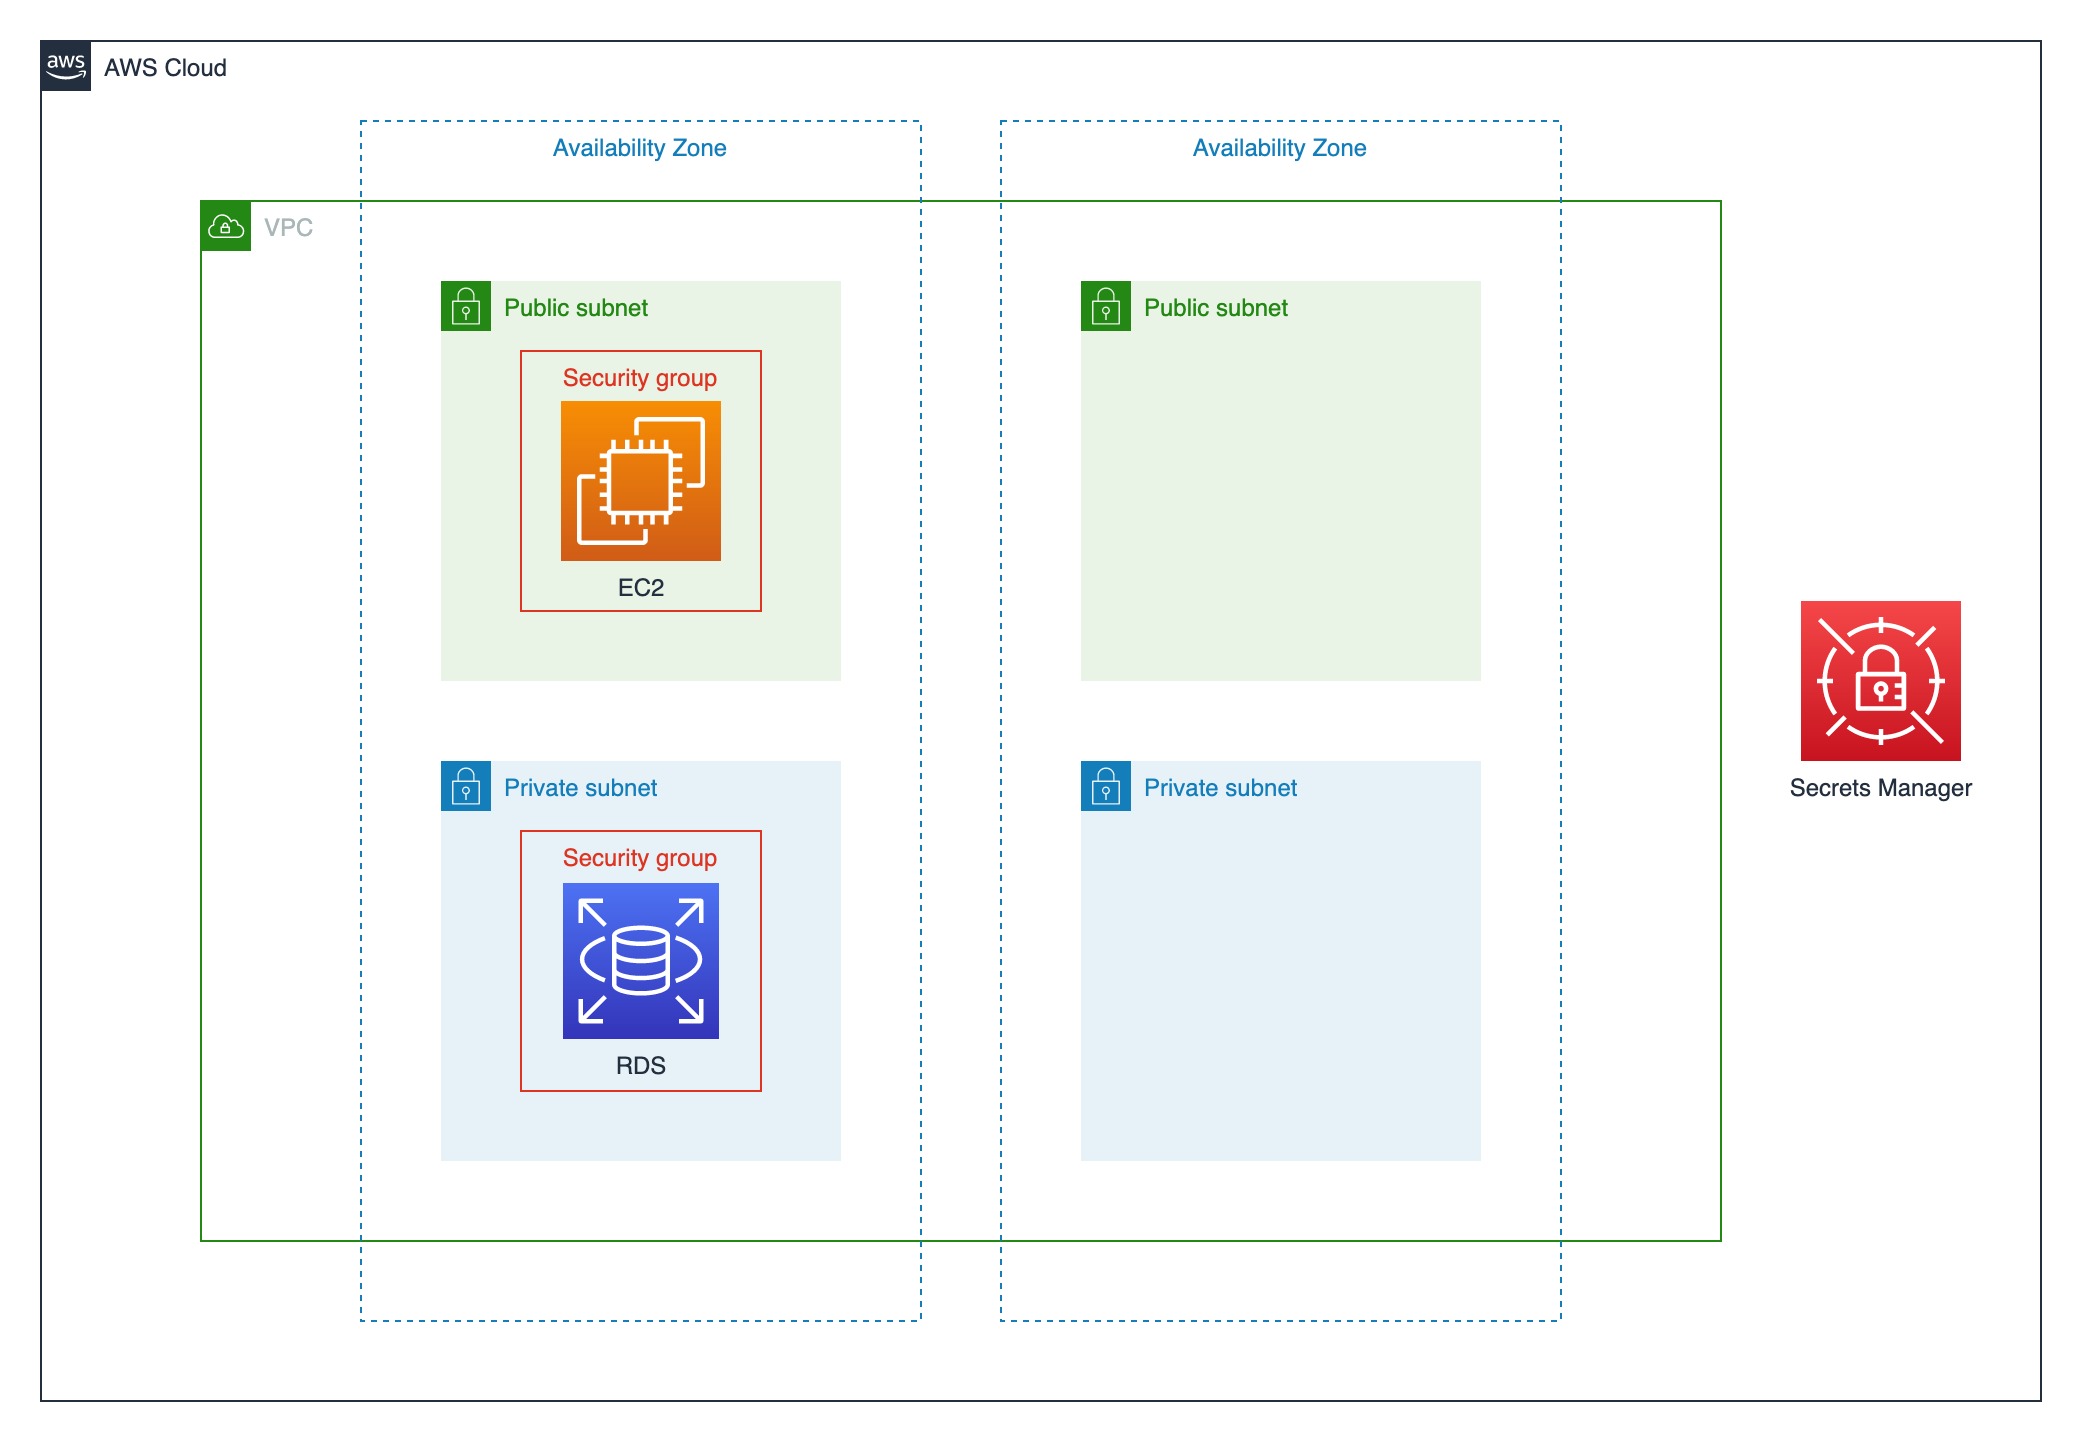 aws
AWS Cloud
Availability Zone
Availability Zone
VPC
Public subnet
Public subnet
Security group
EC2
Private subnet
Private subnet
Secrets Manager
Security group
RDS